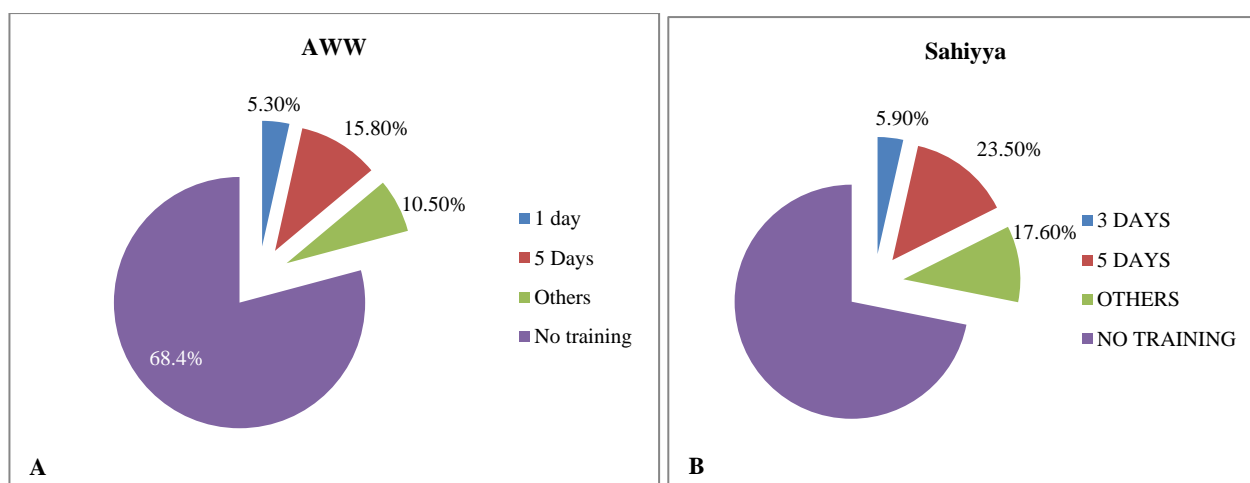 AWW
5.30%
15.80%
10.50%
68.4%
1 day
5 Days
Others
No training
A
Sahiyya
5.90%
23.50%
17.60%
3 DAYS
5 DAYS
OTHERS
NO TRAINING
B